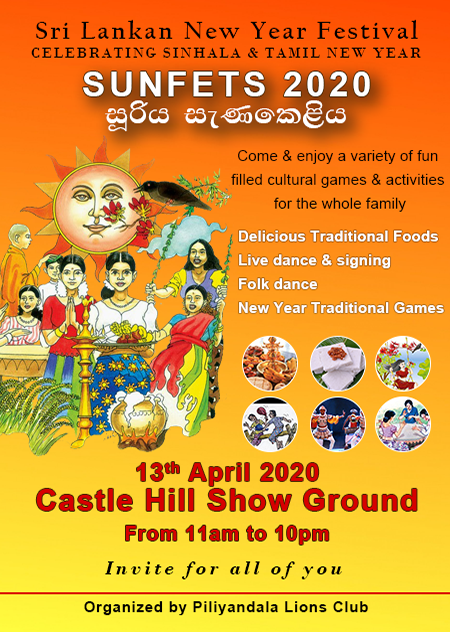 Sri Lankan New Year Festival
CELEBRATING SINHALA & TAMIL NEW YEAR
SUNFETS 2020
සූරිය සැණකෙළිය
Come & enjoy a variety of fun
filled cultural games & activities
for the whole family
Delicious Traditional Foods
Live dance & signing
Folk dance
New Year Traditional Games
13th April 2020
Castle Hill Show Ground
From 11am to 10pm
Invite for all of you
Organized by Piliyandala Lions Club